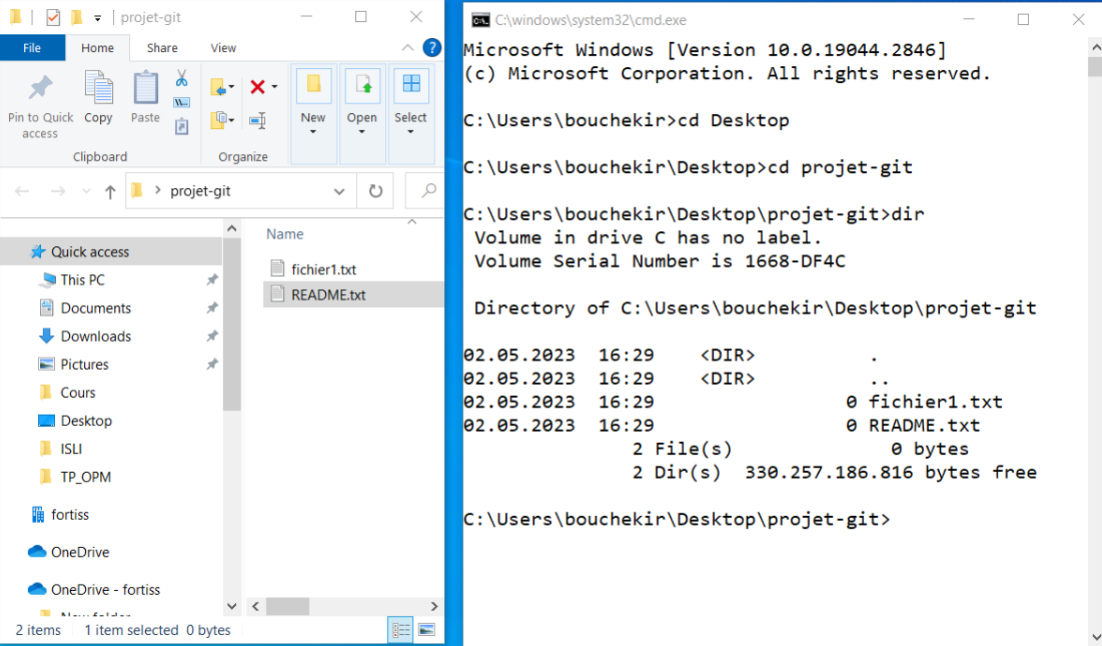 projet-git
File Home Share View
Pin to Quick access
Copy
Paste
Clipboard
Organize
New
Open
Select
projet-git
Quick access
This PC
Documents
Downloads
Pictures
Cours
Desktop
ISLI
TP_OPM
fortiss
OneDrive
OneDrive - fortiss
New folder
Name
fichier1.txt
README.txt
2 items 1 item selected 0 bytes
C:\windows\system32\cmd.exe
Microsoft Windows [Version 10.0.19044.2846]
(c) Microsoft Corporation. All rights reserved.
C:\Users\bouchekir>cd Desktop
C:\Users\bouchekir\Desktop>cd projet-git
C:\Users\bouchekir\Desktop\projet-git>dir
Volume in drive C has no label.
Volume Serial Number is 1668-DF4C
Directory of C:\Users\bouchekir\Desktop\projet-git
02.05.2023 16:29 <DIR> .
02.05.2023 16:29 <DIR> ..
02.05.2023 16:29 0 fichier1.txt
02.05.2023 16:29 0 README.txt
2 File(s) 0 bytes
2 Dir(s) 330.257.186.816 bytes free
C:\Users\bouchekir\Desktop\projet-git>